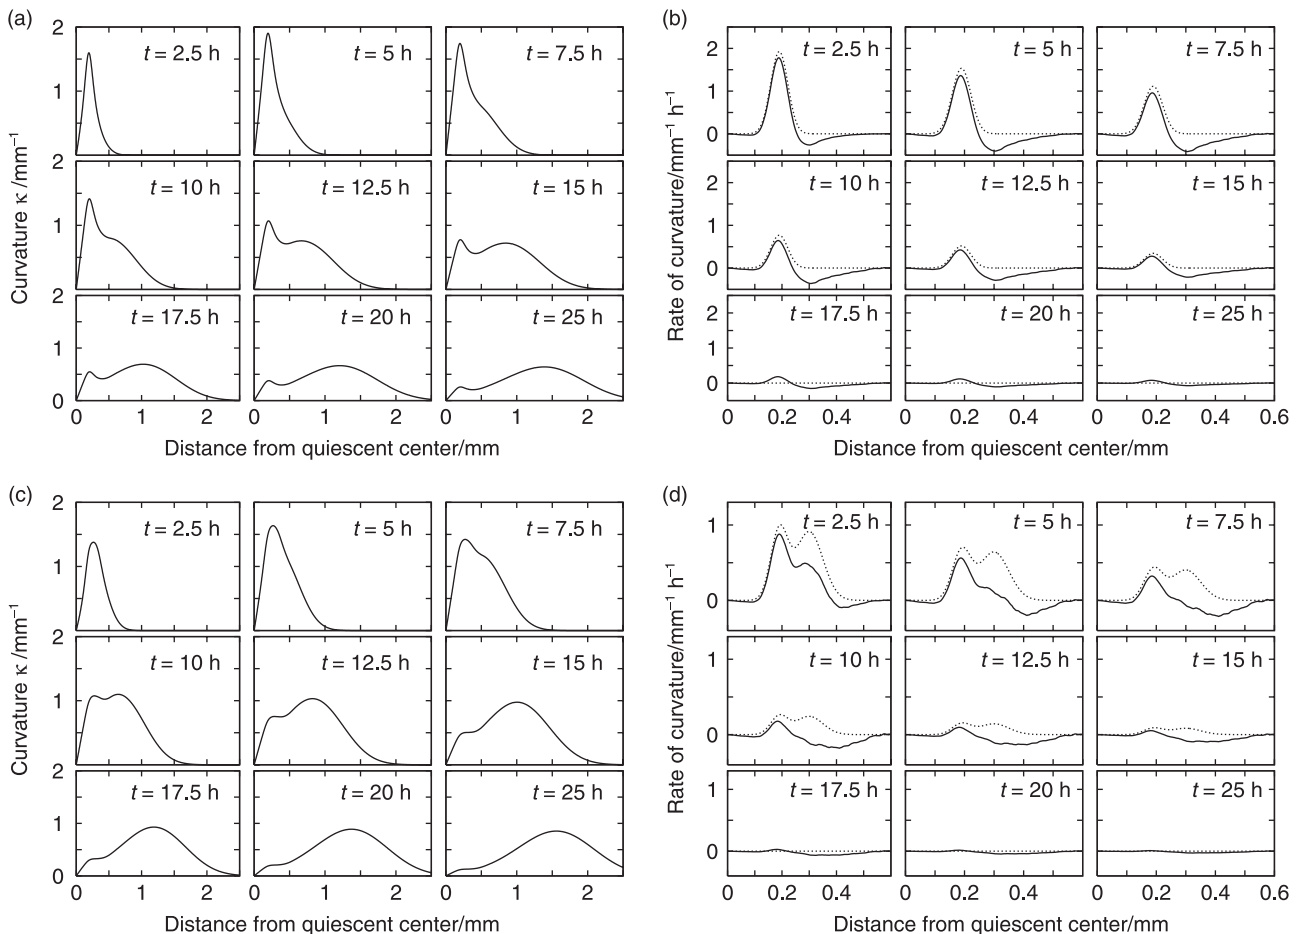 (a)
2
1
2
1
2
1
0
t = 2.5 h
t = 5 h
t = 7.5 h
t = 10 h
t = 12.5 h
t = 15 h
t = 17.5 h
t = 20 h
t = 25 h
0 1 2 0 1 2 0 1 2
Curvature κ /mm⁻¹
Distance from quiescent center/mm
(b)
2
1
0
2
1
0
2
1
0
t = 2.5 h
t = 5 h
t = 7.5 h
t = 10 h
t = 12.5 h
t = 15 h
t = 17.5 h
t = 20 h
t = 25 h
0 0.2 0.4 0 0.2 0.4 0 0.2 0.4 0.6
Rate of curvature/mm⁻¹ h⁻¹
Distance from quiescent center/mm
(c)
2
1
2
1
2
1
0
t = 2.5 h
t = 5 h
t = 7.5 h
t = 10 h
t = 12.5 h
t = 15 h
t = 17.5 h
t = 20 h
t = 25 h
0 1 2 0 1 2 0 1 2
Curvature κ /mm⁻¹
Distance from quiescent center/mm
(d)
1
0
1
0
1
0
t = 2.5 h
t = 5 h
t = 7.5 h
t = 10 h
t = 12.5 h
t = 15 h
t = 17.5 h
t = 20 h
t = 25 h
0 0.2 0.4 0 0.2 0.4 0 0.2 0.4 0.6
Rate of curvature/mm⁻¹ h⁻¹
Distance from quiescent center/mm